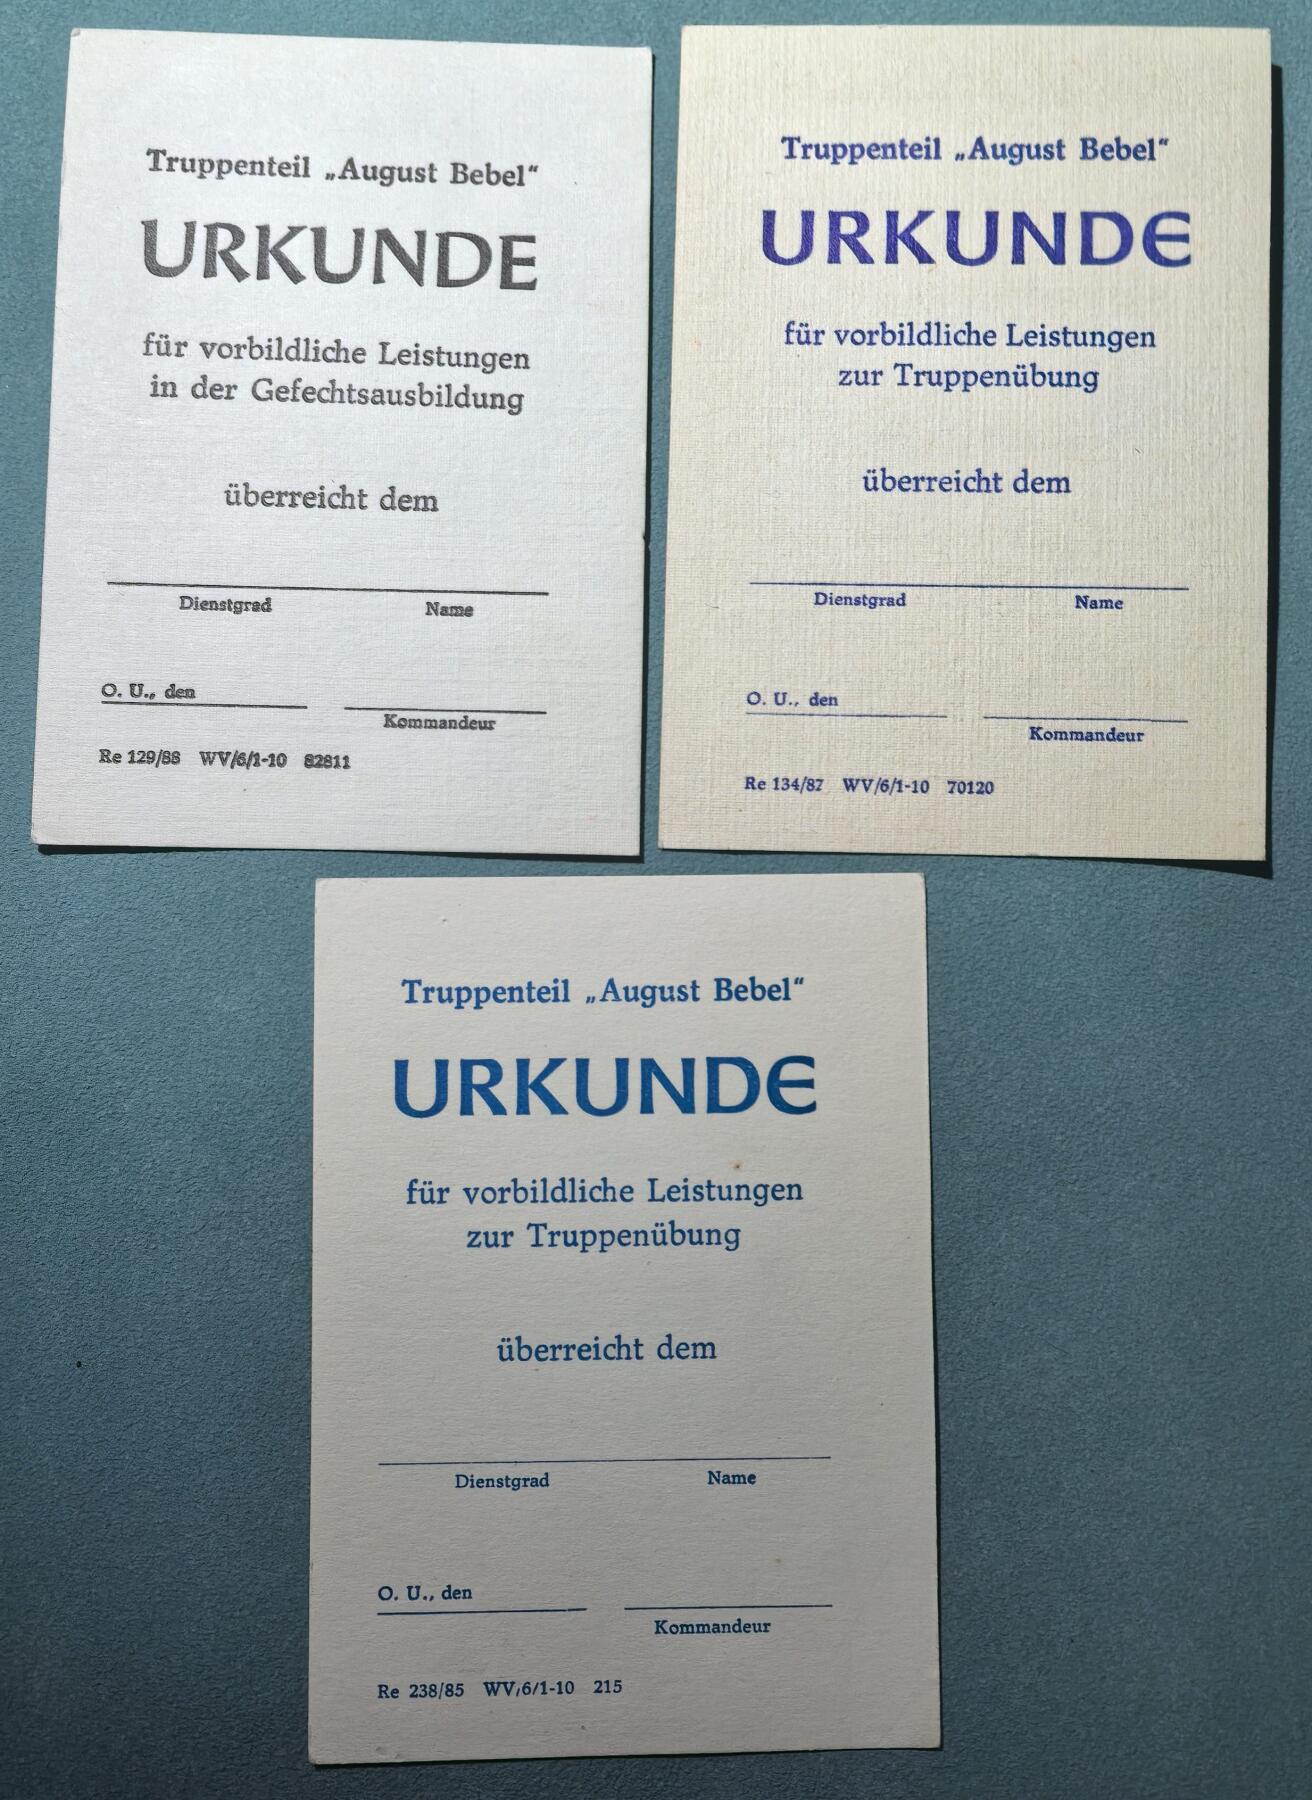 Truppenteil „August Bebel“
URKUNDE
für vorbildliche Leistungen
in der Gefechtsausbildung
überreicht dem
Dienstgrad Name
O. U., den
Kommandeur
Re 129/88 WV/6/1-10 82811
Truppenteil „August Bebel“
URKUNDE
für vorbildliche Leistungen
zur Truppenübung
überreicht dem
Dienstgrad Name
O. U., den
Kommandeur
Re 134/87 WV/6/1-10 70120
Truppenteil „August Bebel“
URKUNDE
für vorbildliche Leistungen
zur Truppenübung
überreicht dem
Dienstgrad Name
O. U., den
Kommandeur
Re 238/85 WV/6/1-10 215